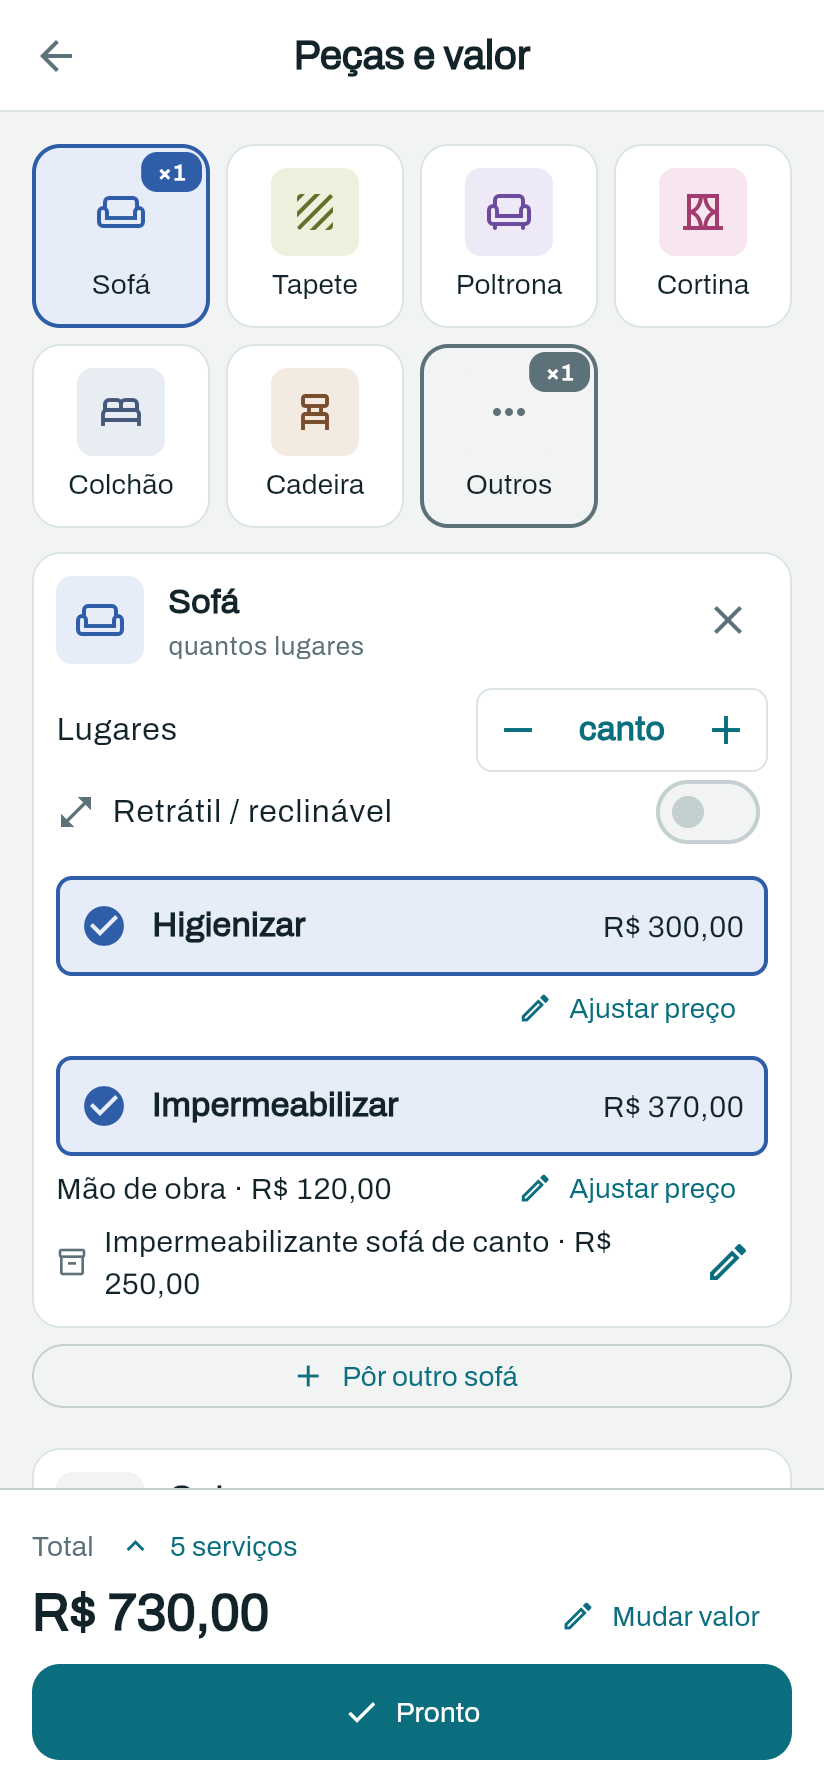 Peças e valor
×1
Sofá
Tapete
Poltrona
Cortina
×1
Colchão
Cadeira
Outros
Sofá
quantos lugares
Lugares
canto
Retrátil / reclinável
Higienizar
R$ 300,00
Ajustar preço
Impermeabilizar
R$ 370,00
Mão de obra · R$ 120,00
Ajustar preço
Impermeabilizante sofá de canto · R$
250,00
Pôr outro sofá
Total
5 serviços
R$ 730,00
Mudar valor
Pronto